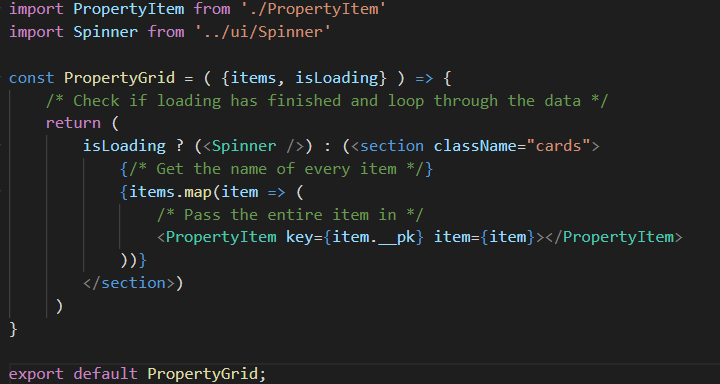 import PropertyItem from './PropertyItem'
import Spinner from '../ui/Spinner'

const PropertyGrid = ( {items, isLoading} ) => {
    /* Check if loading has finished and loop through the data */
    return (
        isLoading ? (<Spinner />) : (<section className="cards">
            {/* Get the name of every item */}
            {items.map(item => (
                /* Pass the entire item in */
                <PropertyItem key={item.__pk} item={item}></PropertyItem>
            ))}
        </section>)
     )
}

export default PropertyGrid;